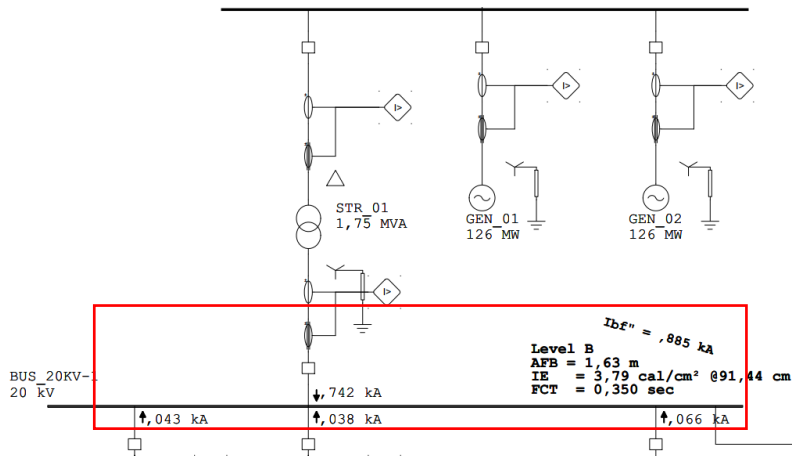 I>
I>
I>
STR_01
1,75 MVA
GEN_01
126 MW
GEN_02
126 MW
I>
Ibf" = ,885 kA
Level B
AFB = 1,63 m
IE = 3,79 cal/cm² @91,44 cm
FCT = 0,350 sec
BUS_20KV-1
20 kV
,742 kA
,043 kA
,038 kA
,066 kA